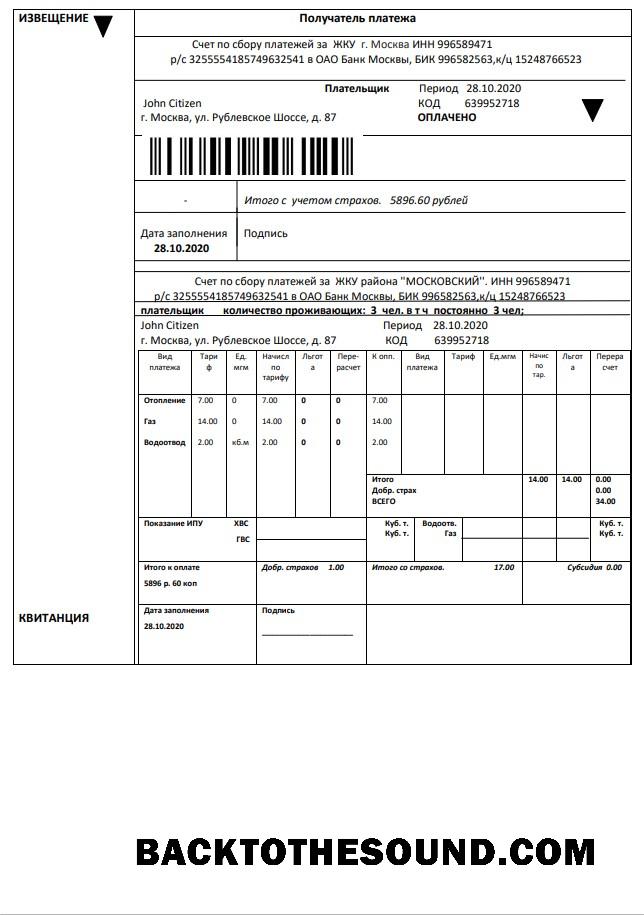 ИЗВЕЩЕНИЕ
Получатель платежа
Счет по сбору платежей за ЖКУ г. Москва ИНН 996589471
р/с 3255554185749632541 в ОАО Банк Москвы, БИК 996582563,к/ц 15248766523
Плательщик Период 28.10.2020
John Citizen КОД 639952718
г. Москва, ул. Рублевское Шоссе, д. 87 ОПЛАЧЕНО
- Итого с учетом страхов. 5896.60 рублей
Дата заполнения Подпись
28.10.2020
Счет по сбору платежей за ЖКУ района "МОСКОВСКИЙ". ИНН 996589471
р/с 3255554185749632541 в ОАО Банк Москвы, БИК 996582563,к/ц 15248766523
плательщик количество проживающих: 3 чел. в т ч постоянно 3 чел;
John Citizen Период 28.10.2020
г. Москва, ул. Рублевское Шоссе, д. 87 КОД 639952718
Вид Тари Ед. Начисл Льгот Пере- К опл. Вид Тариф Ед.мгм Начис Льгот Перера
платежа ф мгм по а расчет платежа по а счет
тарифу тар.
Отопление 7.00 0 7.00 0 0 7.00
Газ 14.00 0 14.00 0 0 14.00
Водоотвод 2.00 кб.м 2.00 0 0 2.00
Итого 14.00 14.00 0.00
Добр. страх 0.00
ВСЕГО 34.00
Показание ИПУ ХВС Куб. т. Водоотв. Куб. т.
ГВС Куб. т. Газ Куб. т.
Итого к оплате Добр. страхов 1.00 Итого со страхов. 17.00 Субсидия 0.00
5896 р. 60 коп
Дата заполнения Подпись
КВИТАНЦИЯ
28.10.2020
BACKTOTHESOUND.COM